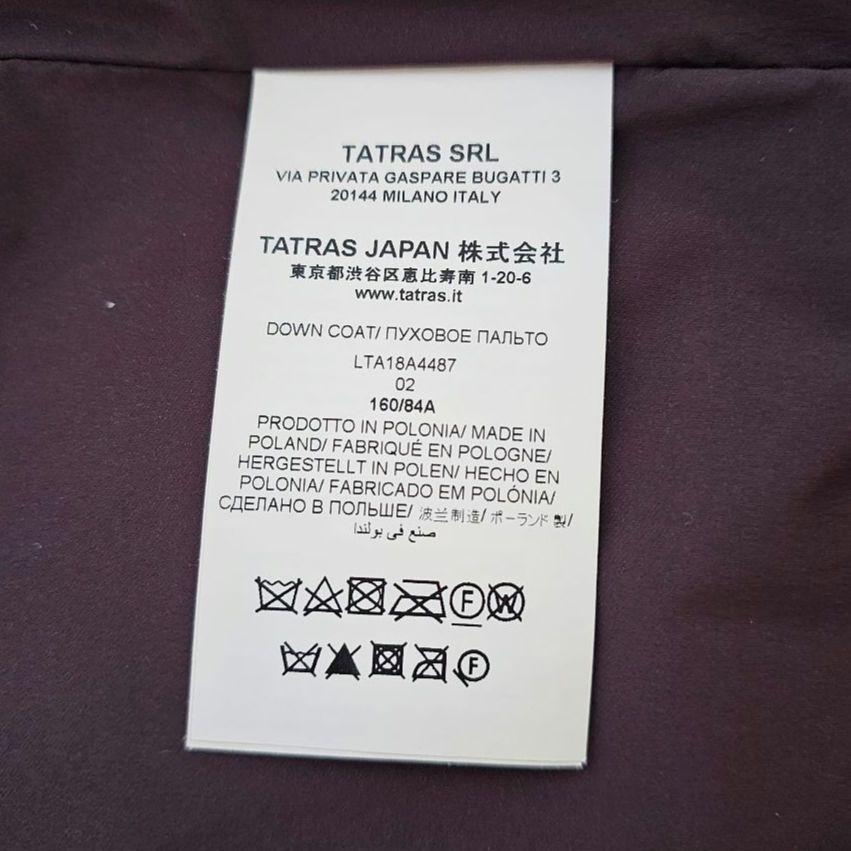 TATRAS SRL
VIA PRIVATA GASPARE BUGATTI 3
20144 MILANO ITALY
TATRAS JAPAN 株式会社
東京都渋谷区恵比寿南 1-20-6
www.tatras.it
DOWN COAT/ ПУХОВОЕ ПАЛЬТО
LTA18A4487
02
160/84A
PRODOTTO IN POLONIA/ MADE IN
POLAND/ FABRIQUÉ EN POLOGNE/
HERGESTELLT IN POLEN/ HECHO EN
POLONIA/ FABRICADO EM POLÓNIA/
СДЕЛАНО В ПОЛЬШЕ/ 波兰制造/ ポーランド 製/
صنع في بولندا
F W
F